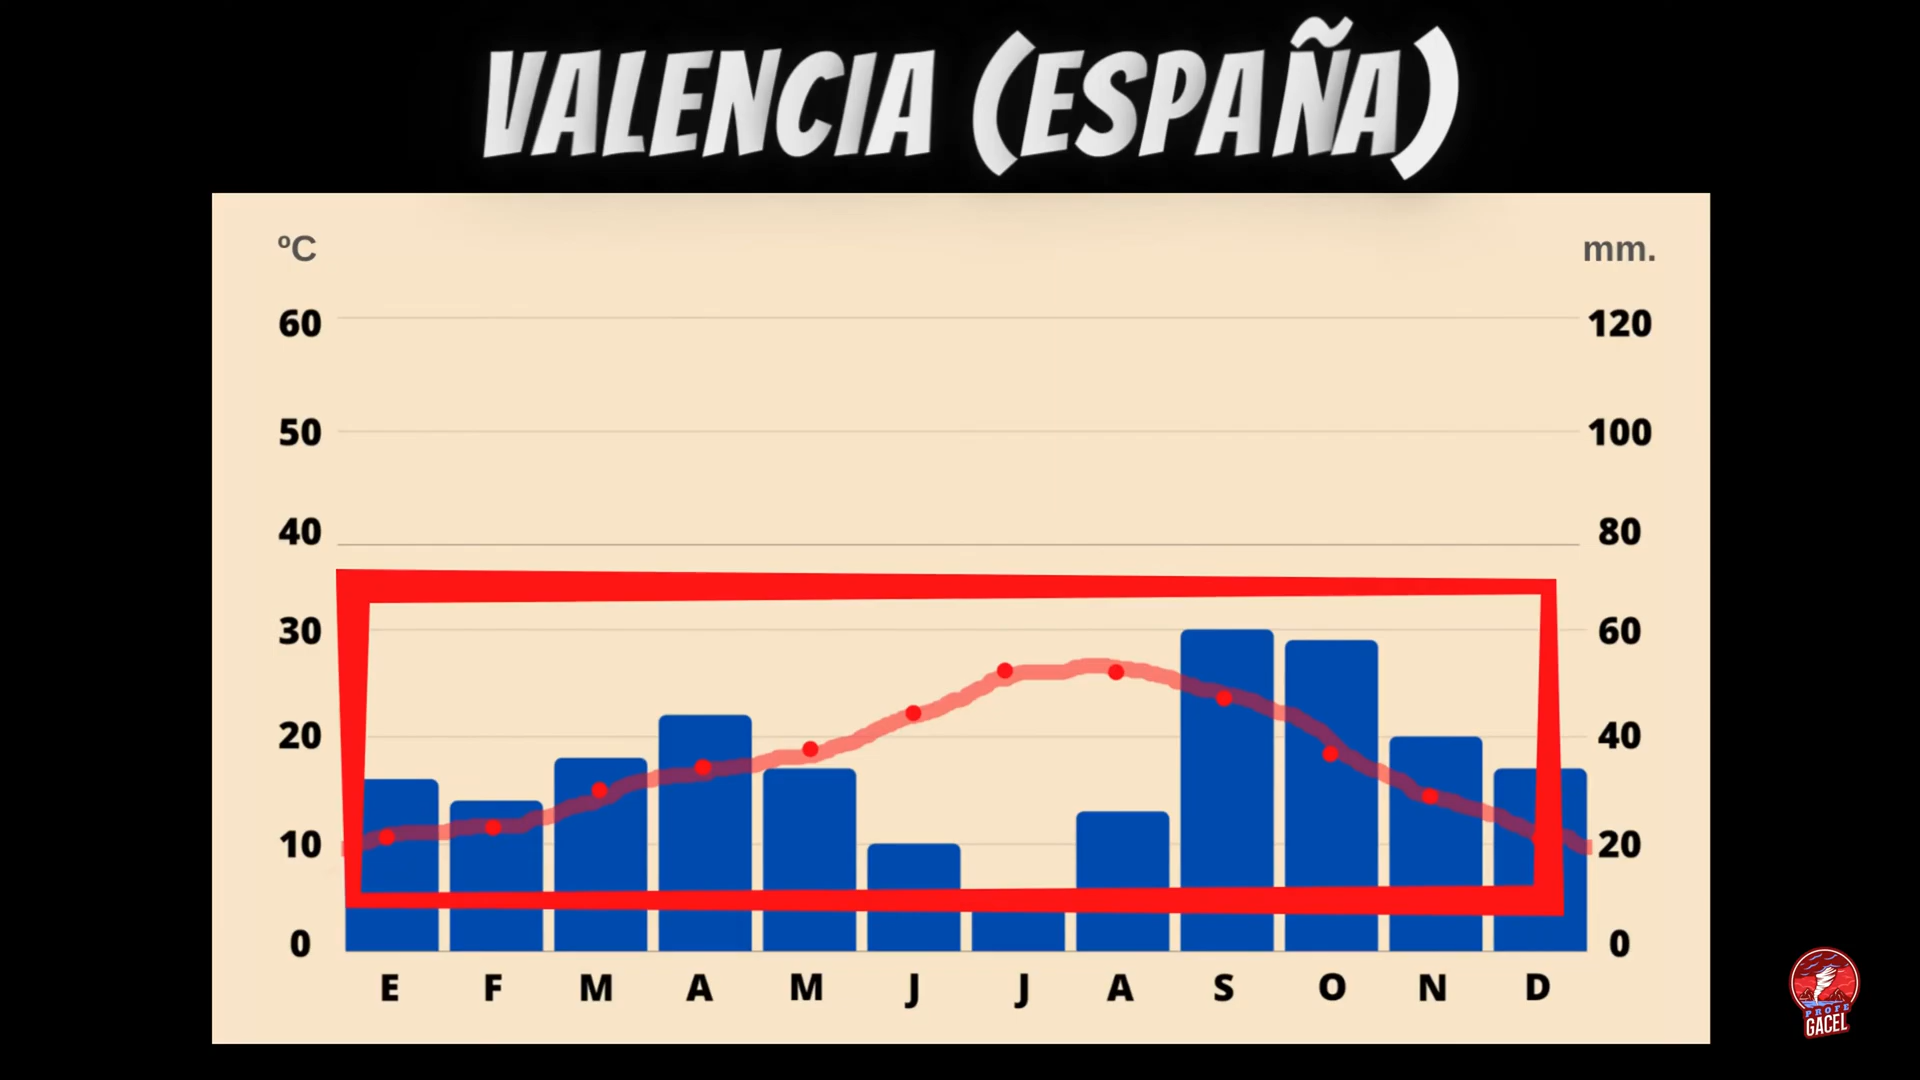 VALENCIA (ESPAÑA)
ºC mm.
60 120
50 100
40 80
30 60
20 40
10 20
0 0
E F M A M J J A S O N D
PROFE
GACEL